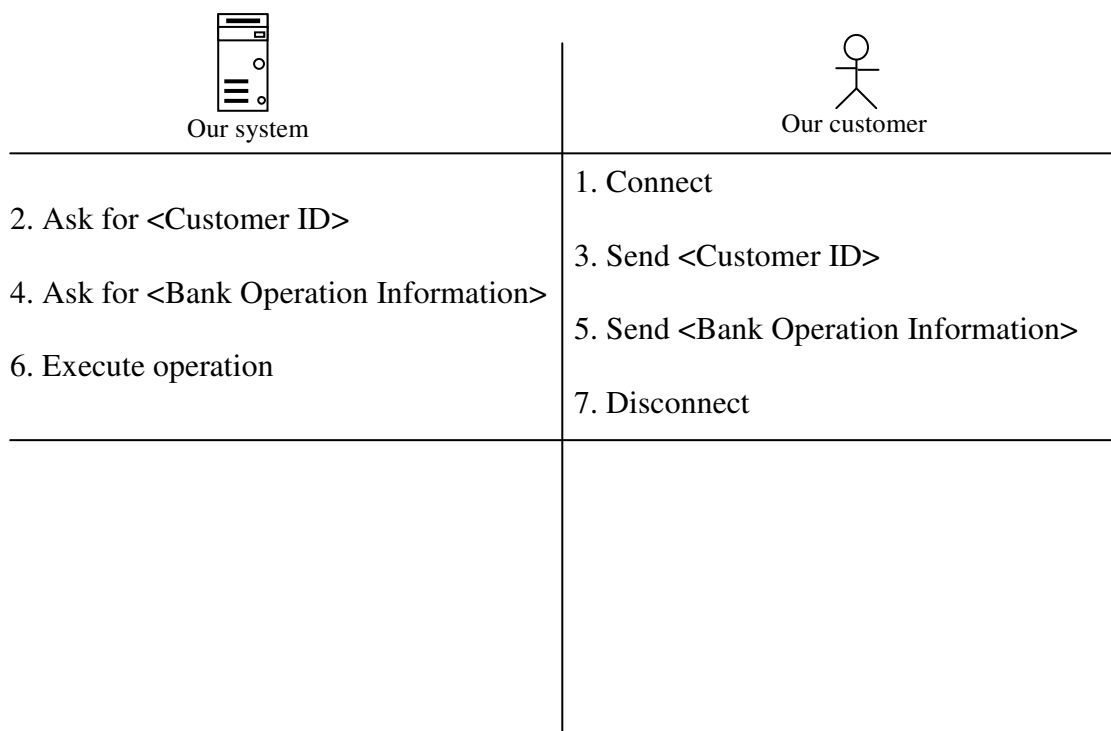 Our system
Our customer
1. Connect
2. Ask for <Customer ID>
3. Send <Customer ID>
4. Ask for <Bank Operation Information>
5. Send <Bank Operation Information>
6. Execute operation
7. Disconnect